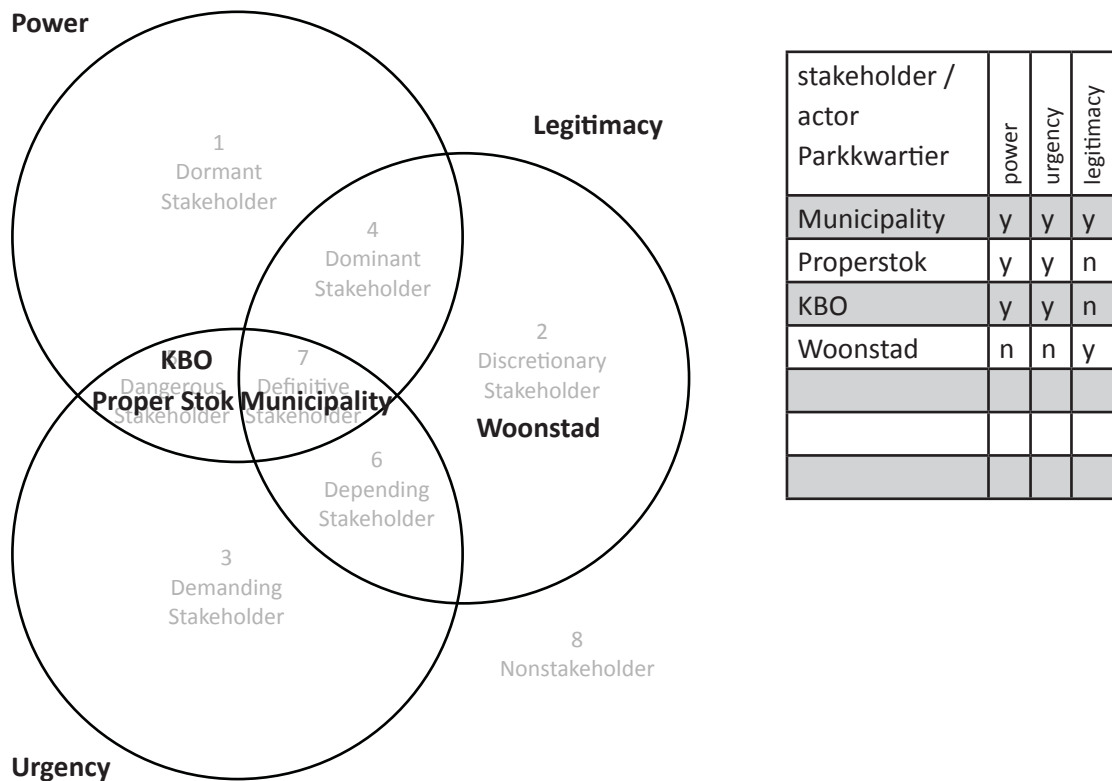 Power
Legitimacy
1
Dormant
Stakeholder
4
Dominant
Stakeholder
2
Discretionary
Stakeholder
KBO
5
Dangerous
Stakeholder
7
Definitive
Stakeholder
Proper Stok Municipality
Woonstad
6
Depending
Stakeholder
3
Demanding
Stakeholder
8
Nonstakeholder
Urgency
stakeholder /
actor
Parkkwartier
power
urgency
legitimacy
Municipality y y y
Properstok y y n
KBO y y n
Woonstad n n y